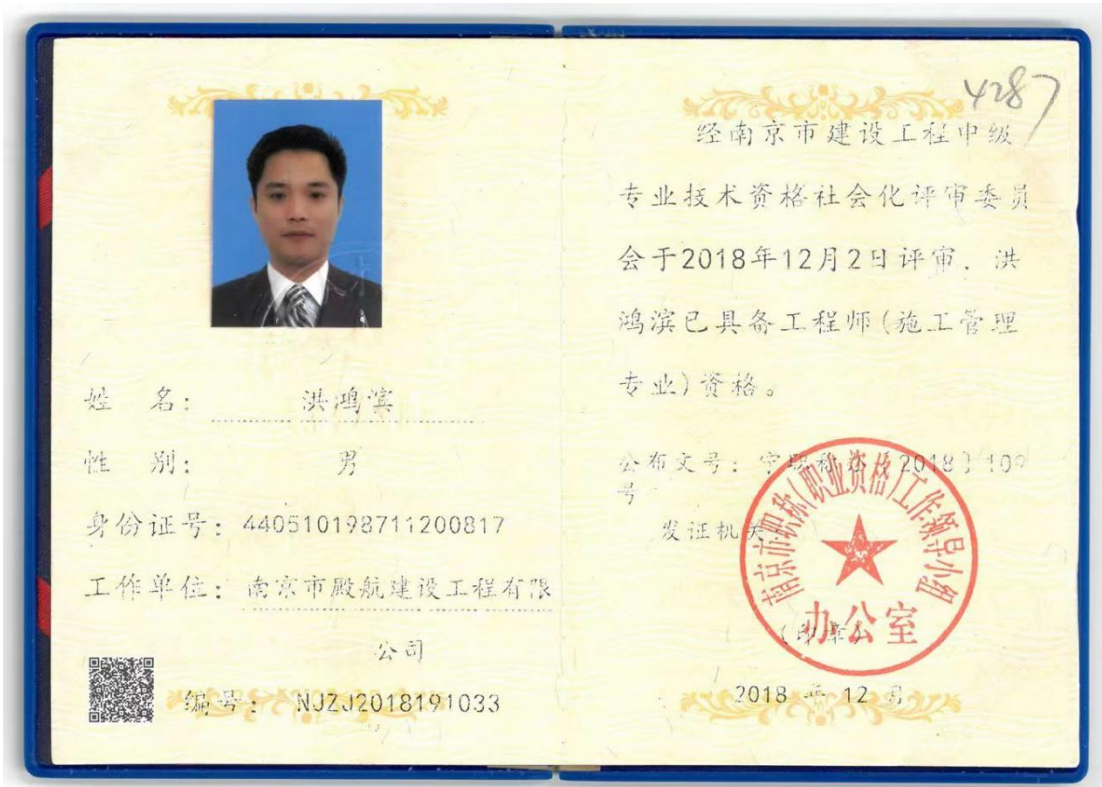 姓 名: 洪鸿滨
性 别: 男
身份证号: 440510198711200817
工作单位: 南京市殿航建设工程有限
公司
编号: NJZJ2018191033
4287
经南京市建设工程中级
专业技术资格社会化评审委员
会于2018年12月2日评审, 洪
鸿滨已具备工程师(施工管理
专业)资格。
公布文号: 宁职称办〔2018〕109
号
发证机关
(印章)
2018 年 12 月
南京市职称(职业资格)工作领导小组
办公室